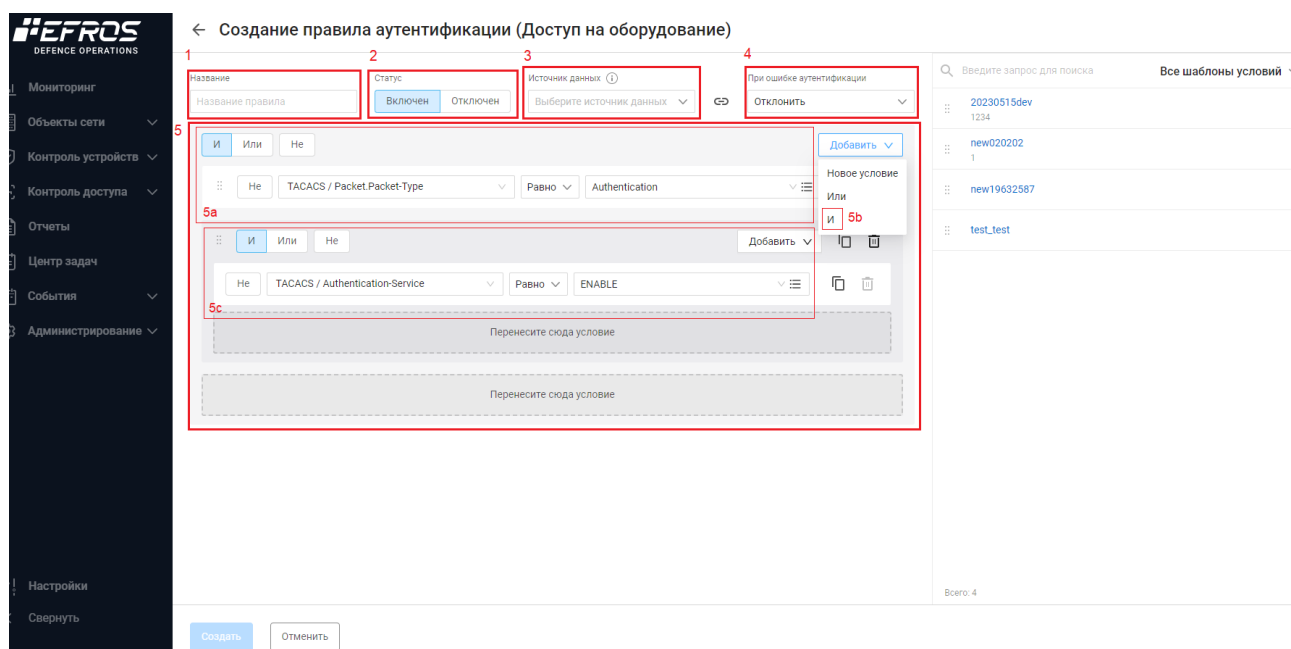 EFROS
DEFENCE OPERATIONS
Мониторинг
Объекты сети
Контроль устройств
Контроль доступа
Отчеты
Центр задач
События
Администрирование
Настройки
Свернуть
← Создание правила аутентификации (Доступ на оборудование)
1 2 3 4
Название Статус Источник данных i При ошибке аутентификации
Название правила Включен Отключен Выберите источник данных Отклонить
5
И Или Не Добавить
Новое условие
Или
И 5b
Не TACACS / Packet.Packet-Type Равно Authentication
5a
И Или Не Добавить
Не TACACS / Authentication-Service Равно ENABLE
5c
Перенесите сюда условие
Перенесите сюда условие
Введите запрос для поиска Все шаблоны условий
20230515dev
1234
new020202
1
new19632587
test_test
Всего: 4
Создать Отменить